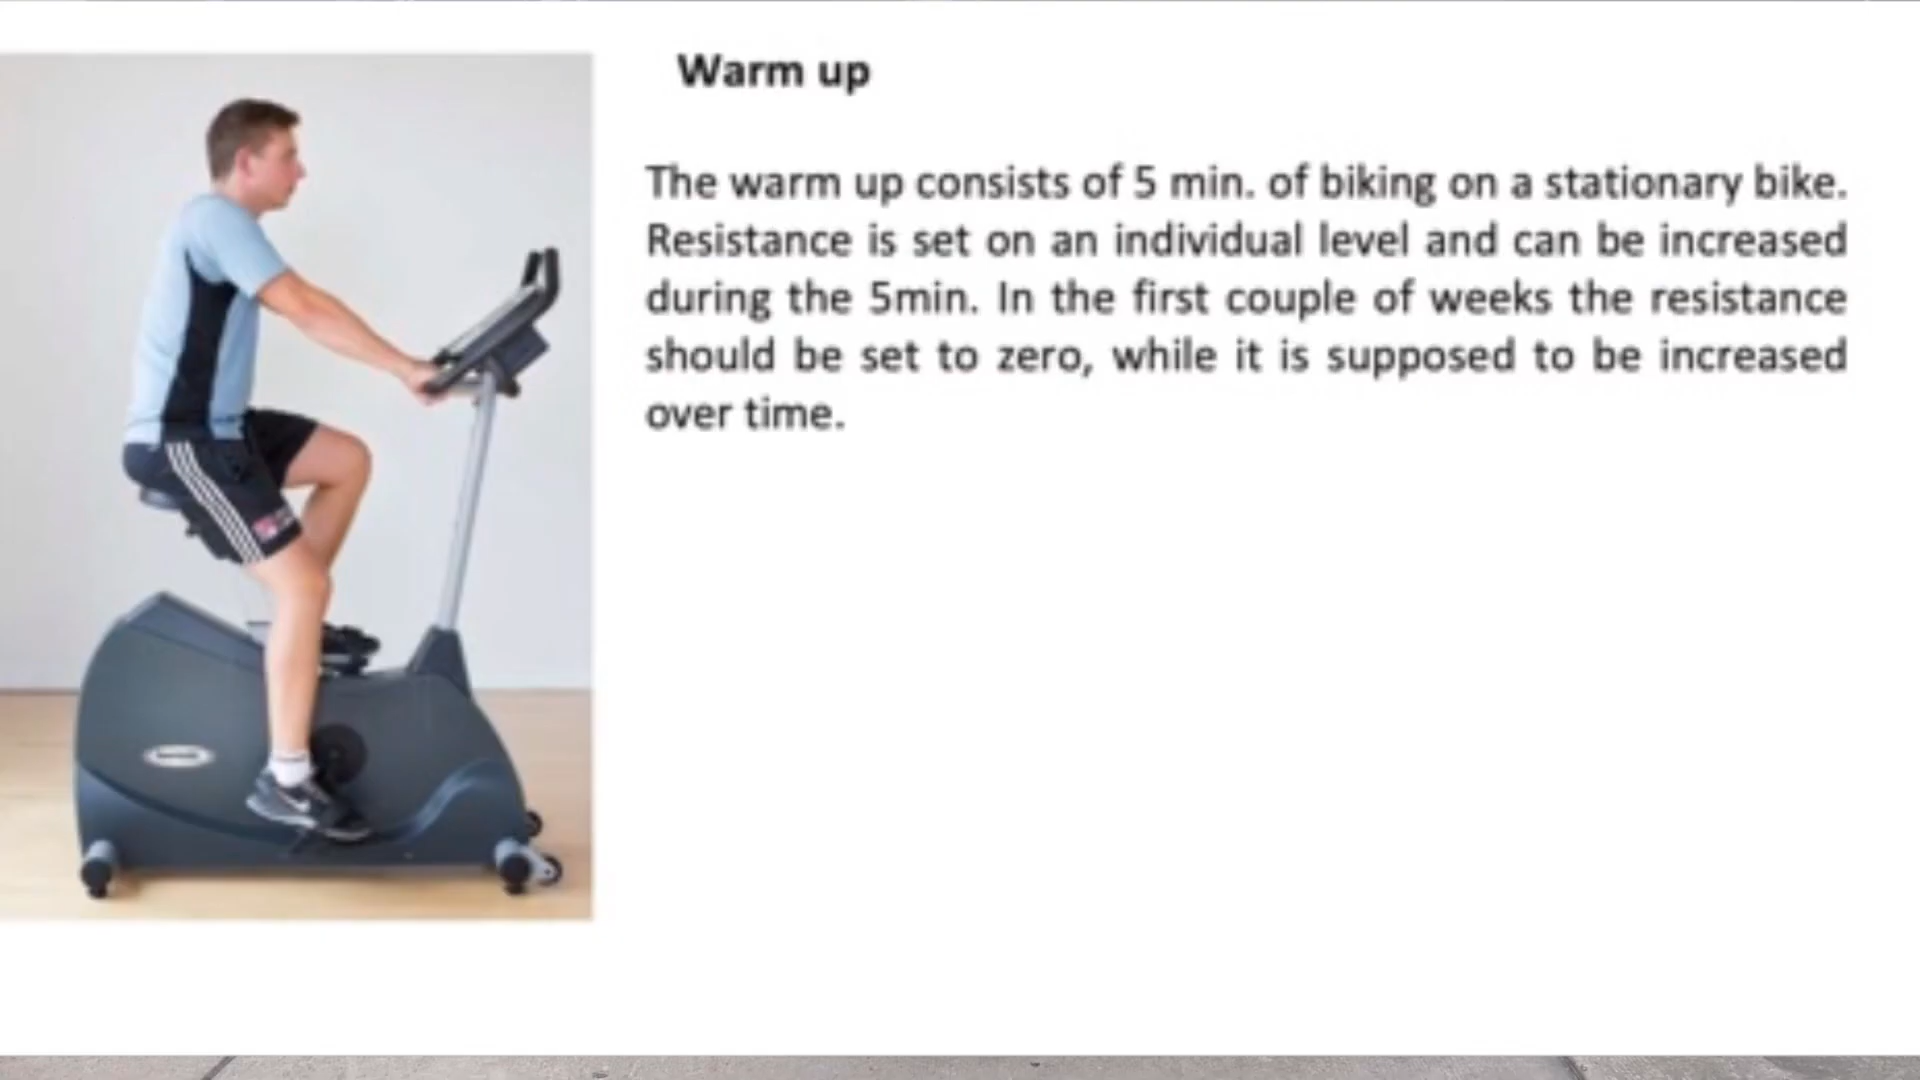 Warm up
The warm up consists of 5 min. of biking on a stationary bike.
Resistance is set on an individual level and can be increased
during the 5min. In the first couple of weeks the resistance
should be set to zero, while it is supposed to be increased
over time.